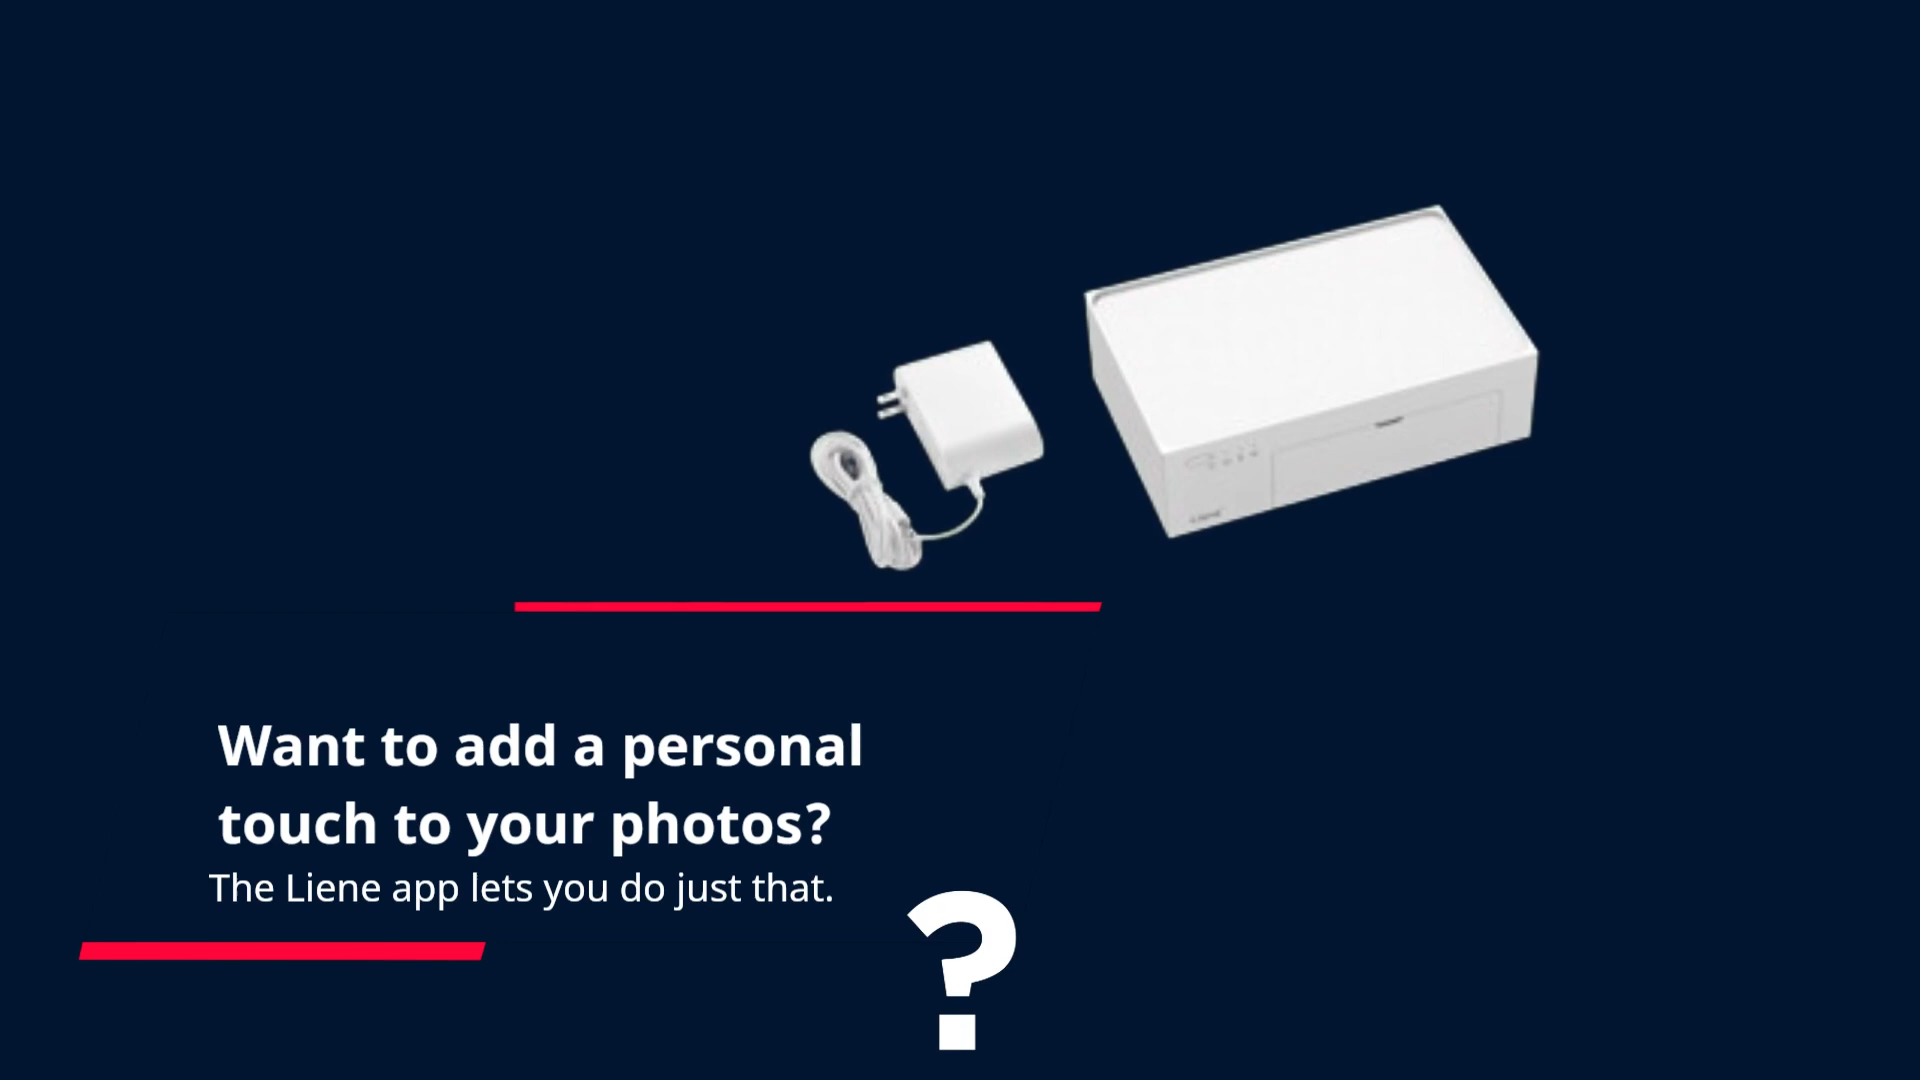 Want to add a personal
touch to your photos?
The Liene app lets you do just that.
?